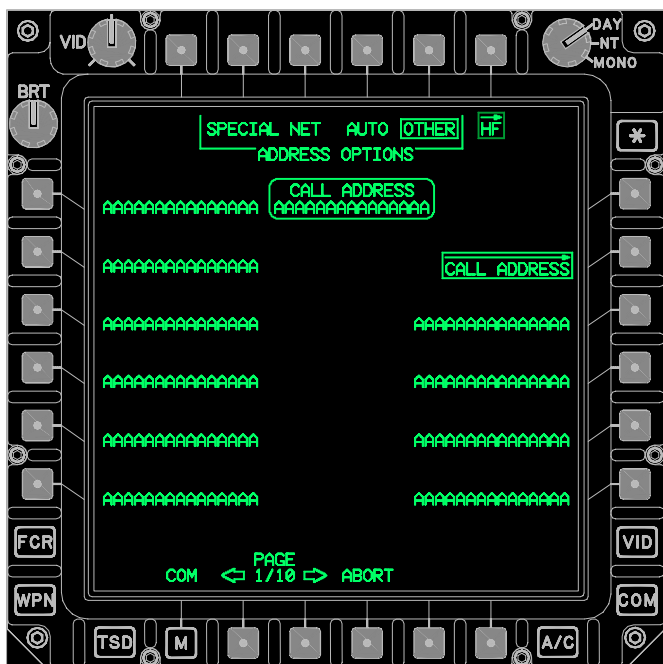 VID
DAY
NT
MONO
BRT
SPECIAL NET AUTO OTHER HF
ADDRESS OPTIONS
*
CALL ADDRESS
AAAAAAAAAAAAAAA AAAAAAAAAAAAAAA
AAAAAAAAAAAAAAA CALL ADDRESS
AAAAAAAAAAAAAAA AAAAAAAAAAAAAAA
AAAAAAAAAAAAAAA AAAAAAAAAAAAAAA
AAAAAAAAAAAAAAA AAAAAAAAAAAAAAA
AAAAAAAAAAAAAAA AAAAAAAAAAAAAAA
FCR VID
PAGE
COM 1/10 ABORT
WPN COM
TSD M A/C